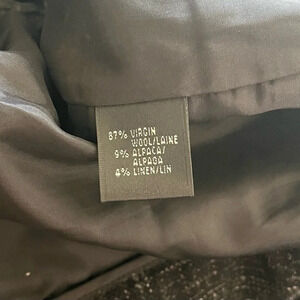 87% VIRGIN
WOOL/LAINE
9% ALPACA/
ALPAGA
4% LINEN/LIN